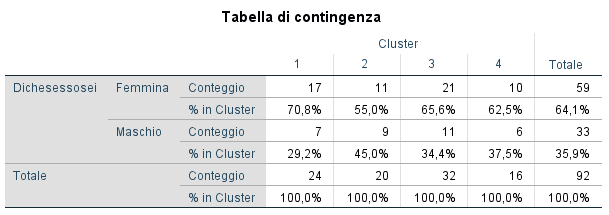 Tabella di contingenza
Cluster
1 2 3 4 Totale
Dichesessosei Femmina Conteggio 17 11 21 10 59
% in Cluster 70,8% 55,0% 65,6% 62,5% 64,1%
Maschio Conteggio 7 9 11 6 33
% in Cluster 29,2% 45,0% 34,4% 37,5% 35,9%
Totale Conteggio 24 20 32 16 92
% in Cluster 100,0% 100,0% 100,0% 100,0% 100,0%